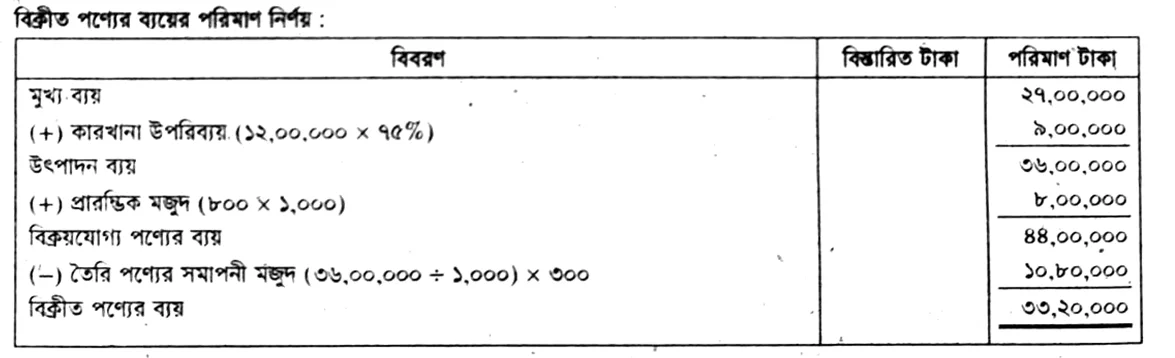 বিক্রীত পণ্যের ব্যয়ের পরিমাণ নির্ণয় :
বিবরণ বিস্তারিত টাকা পরিমাণ টাকা
মুখ্য ব্যয় ২৭,০০,০০০
(+) কারখানা উপরিব্যয় (১২,০০,০০০ × ৭৫%) ৯,০০,০০০
উৎপাদন ব্যয় ৩৬,০০,০০০
(+) প্রারম্ভিক মজুদ (৮০০ × ১,০০০) ৮,০০,০০০
বিক্রয়যোগ্য পণ্যের ব্যয় ৪৪,০০,০০০
(–) তৈরি পণ্যের সমাপনী মজুদ (৩৬,০০,০০০ ÷ ১,০০০) × ৩০০ ১০,৮০,০০০
বিক্রীত পণ্যের ব্যয় ৩৩,২০,০০০